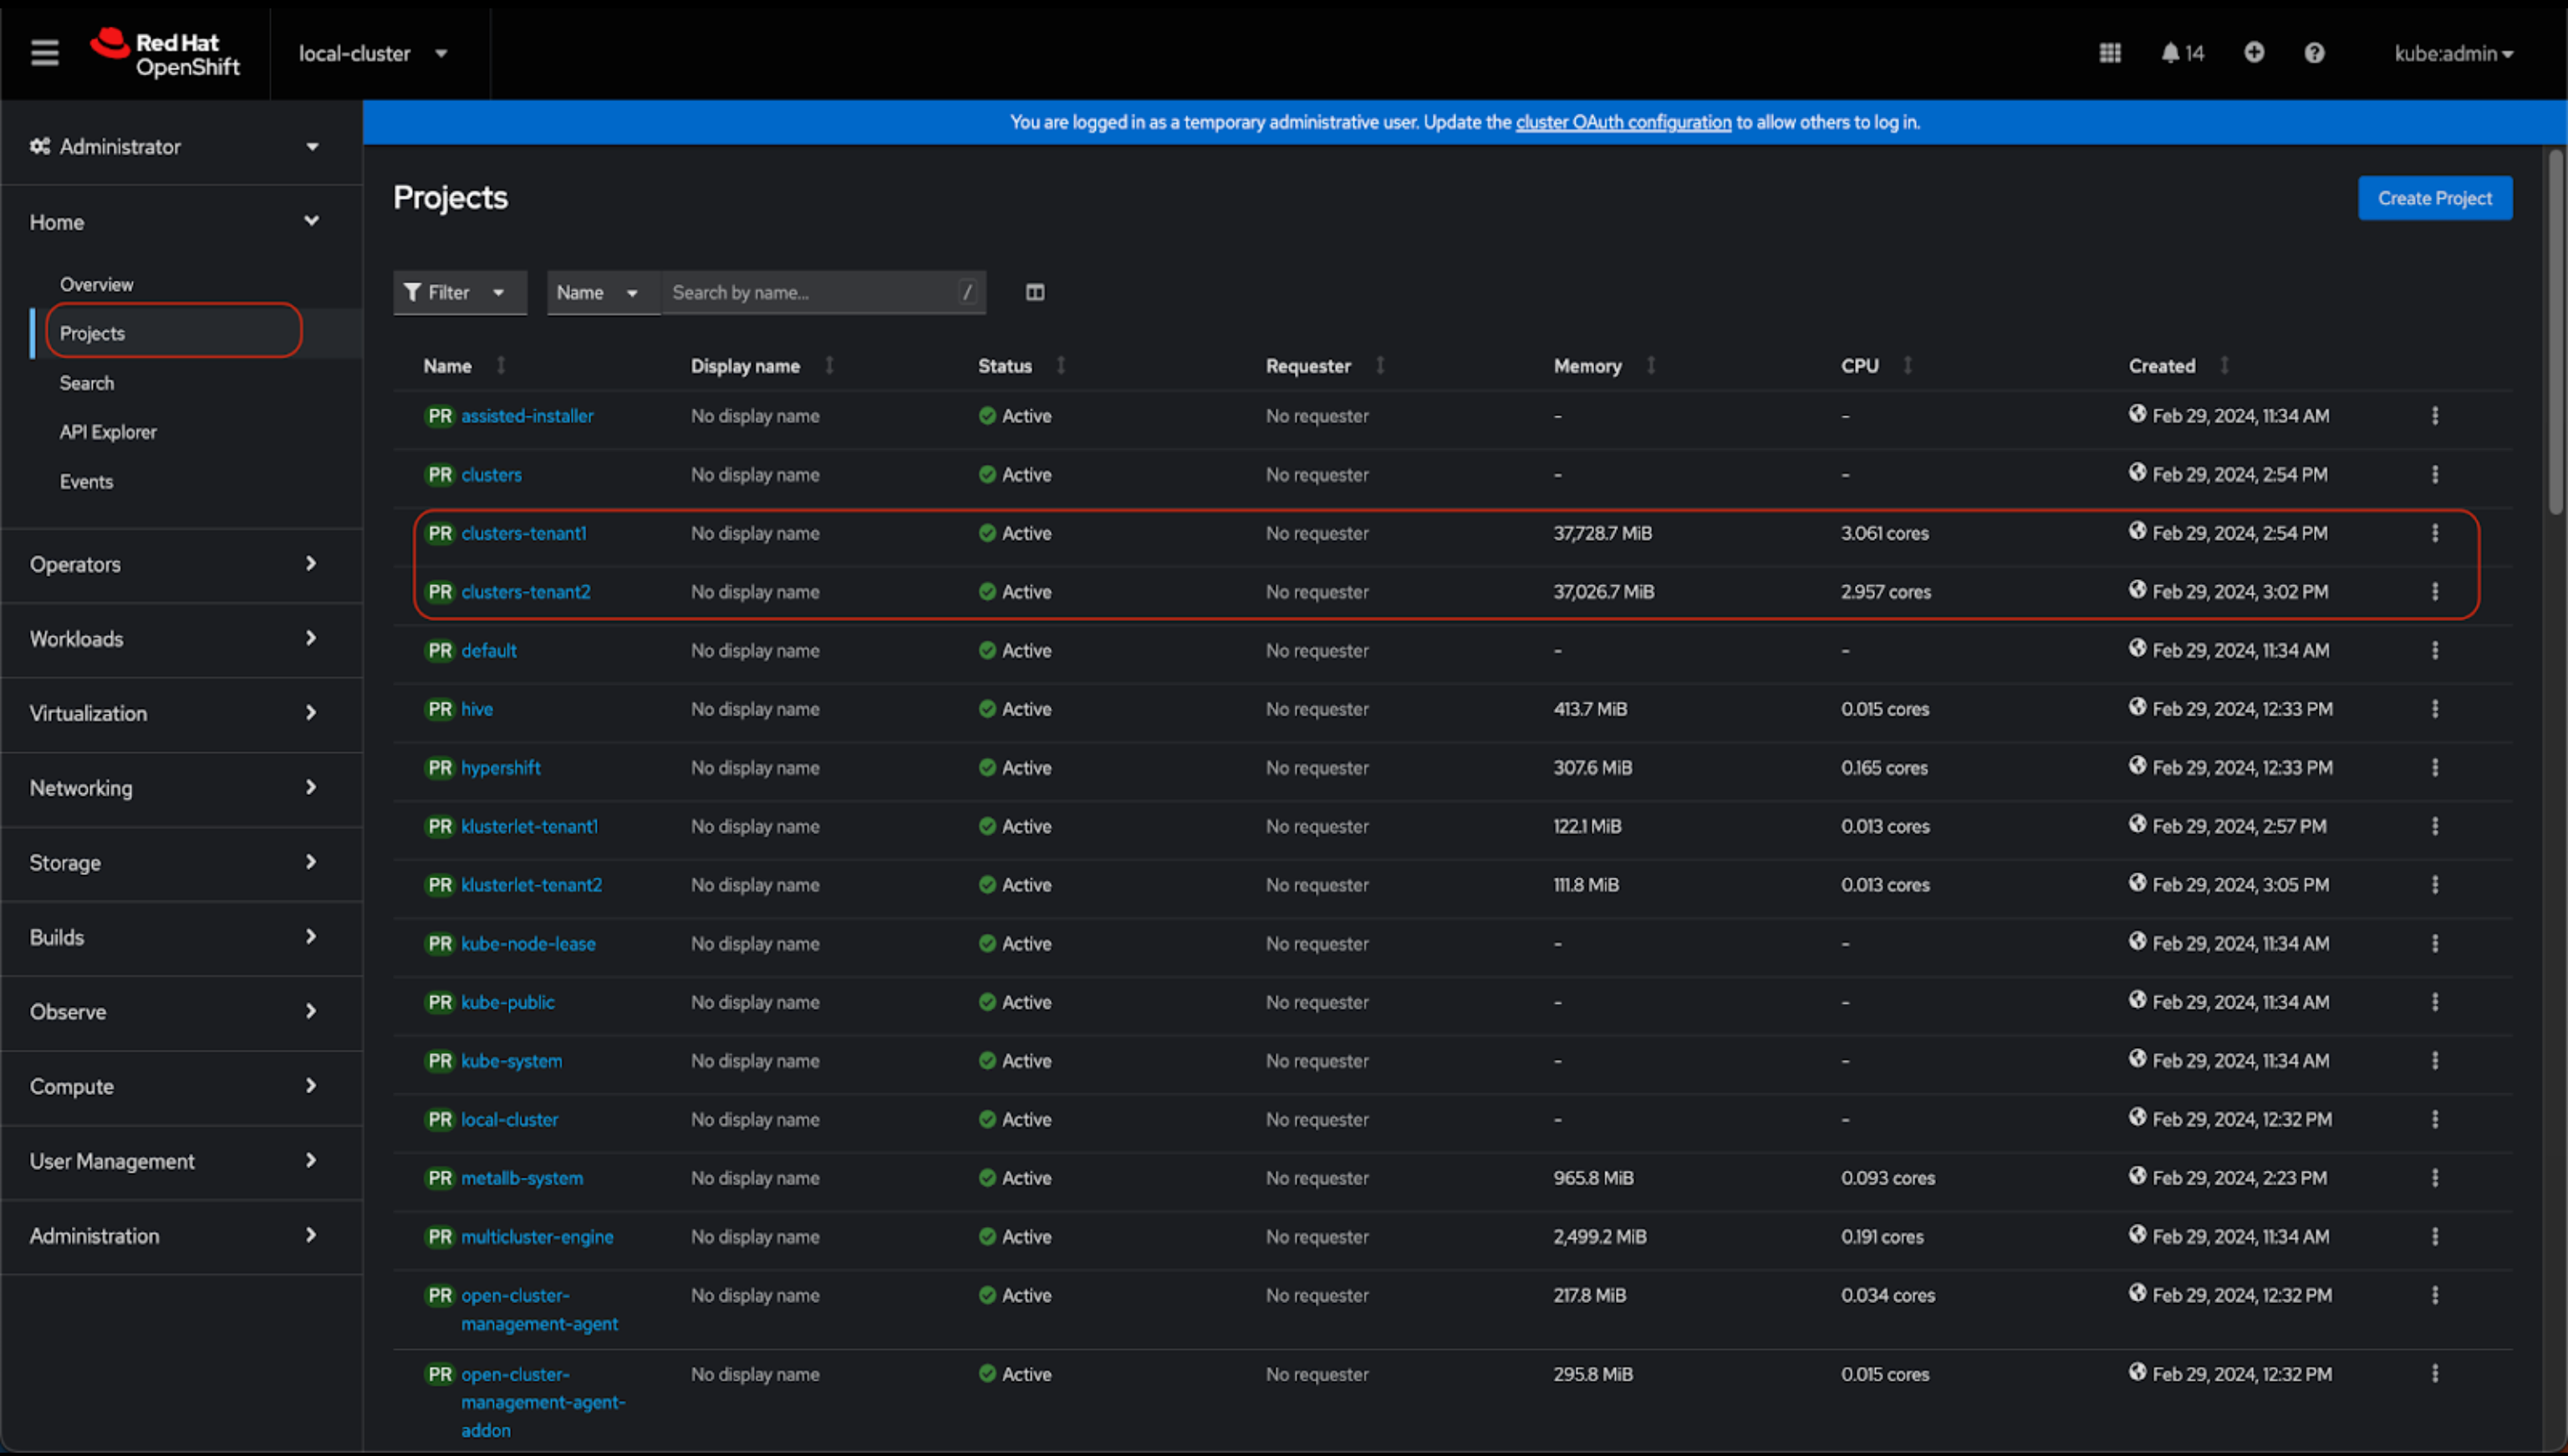 Red Hat
OpenShift
local-cluster
14
kube:admin
You are logged in as a temporary administrative user. Update the cluster OAuth configuration to allow others to log in.
Administrator
Home
Overview
Projects
Search
API Explorer
Events
Operators
Workloads
Virtualization
Networking
Storage
Builds
Observe
Compute
User Management
Administration
Projects
Create Project
Filter
Name
Search by name...
/
Name Display name Status Requester Memory CPU Created
PR assisted-installer No display name Active No requester - - Feb 29, 2024, 11:34 AM
PR clusters No display name Active No requester - - Feb 29, 2024, 2:54 PM
PR clusters-tenant1 No display name Active No requester 37,728.7 MiB 3.061 cores Feb 29, 2024, 2:54 PM
PR clusters-tenant2 No display name Active No requester 37,026.7 MiB 2.957 cores Feb 29, 2024, 3:02 PM
PR default No display name Active No requester - - Feb 29, 2024, 11:34 AM
PR hive No display name Active No requester 413.7 MiB 0.015 cores Feb 29, 2024, 12:33 PM
PR hypershift No display name Active No requester 307.6 MiB 0.165 cores Feb 29, 2024, 12:33 PM
PR klusterlet-tenant1 No display name Active No requester 122.1 MiB 0.013 cores Feb 29, 2024, 2:57 PM
PR klusterlet-tenant2 No display name Active No requester 111.8 MiB 0.013 cores Feb 29, 2024, 3:05 PM
PR kube-node-lease No display name Active No requester - - Feb 29, 2024, 11:34 AM
PR kube-public No display name Active No requester - - Feb 29, 2024, 11:34 AM
PR kube-system No display name Active No requester - - Feb 29, 2024, 11:34 AM
PR local-cluster No display name Active No requester - - Feb 29, 2024, 12:32 PM
PR metallb-system No display name Active No requester 965.8 MiB 0.093 cores Feb 29, 2024, 2:23 PM
PR multicluster-engine No display name Active No requester 2,499.2 MiB 0.191 cores Feb 29, 2024, 11:34 AM
PR open-cluster- No display name Active No requester 217.8 MiB 0.034 cores Feb 29, 2024, 12:32 PM
management-agent
PR open-cluster- No display name Active No requester 295.8 MiB 0.015 cores Feb 29, 2024, 12:32 PM
management-agent-
addon